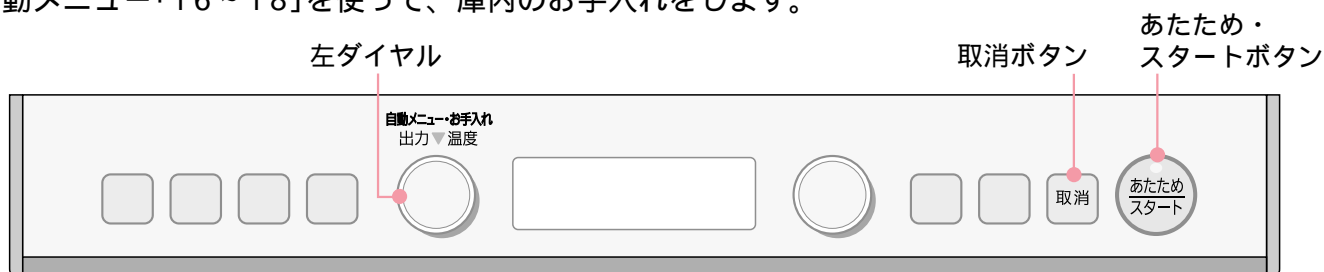 動メニュー「16～18」を使って、庫内のお手入れをします。
左ダイヤル
取消ボタン
あたため・
スタートボタン
自動メニュー・お手入れ
出力▼温度
取消
あたため
スタート